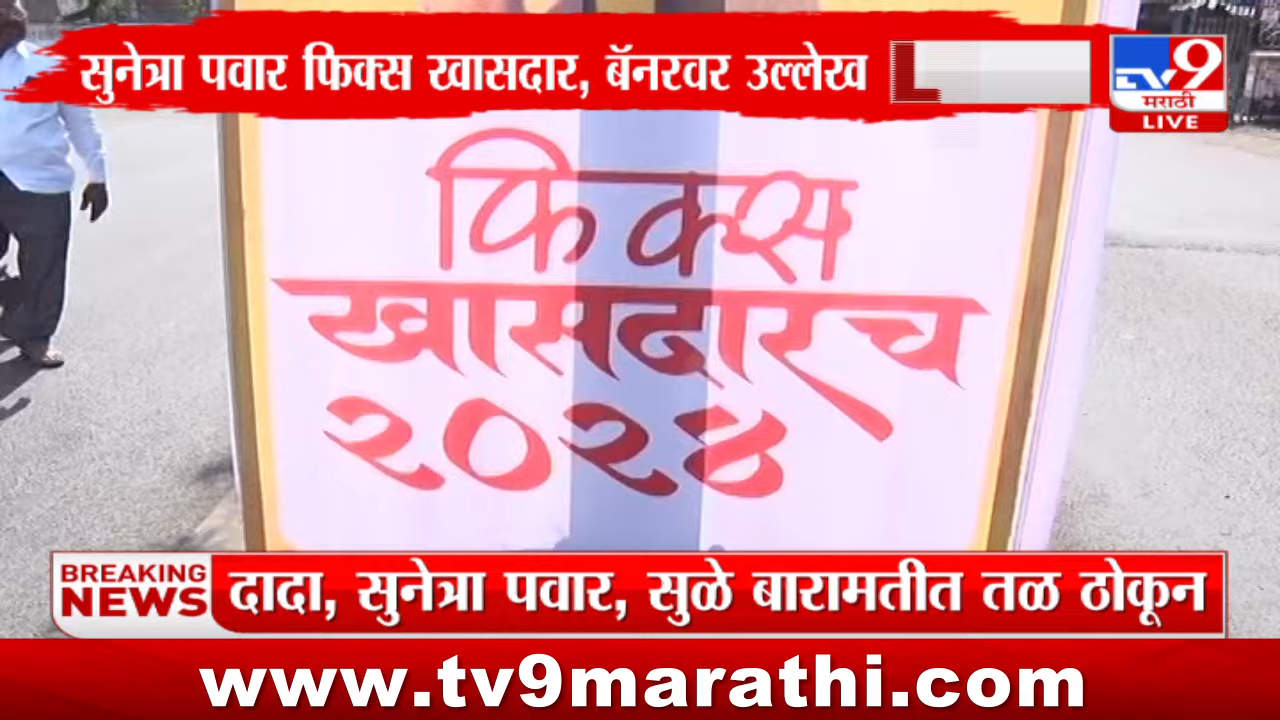 सुनेत्रा पवार फिक्स खासदार, बॅनरवर उल्लेख
TV9
मराठी
LIVE
फिक्स
खासदारच
२०२४
BREAKING
NEWS
दादा, सुनेत्रा पवार, सुळे बारामतीत तळ ठोकून
www.tv9marathi.com